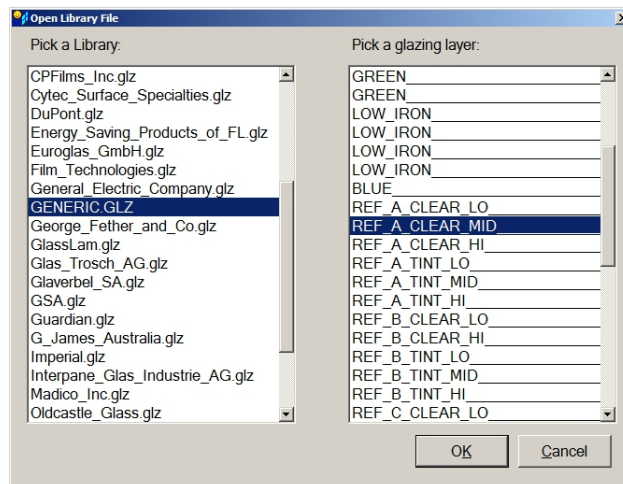 Open Library File
Pick a Library:
CPFilms_Inc.glz
Cytec_Surface_Specialties.glz
DuPont.glz
Energy_Saving_Products_of_FL.glz
Euroglas_GmbH.glz
Film_Technologies.glz
General_Electric_Company.glz
GENERIC.GLZ
George_Fether_and_Co.glz
GlassLam.glz
Glas_Trosch_AG.glz
Glaverbel_SA.glz
GSA.glz
Guardian.glz
G_James_Australia.glz
Imperial.glz
Interpane_Glas_Industrie_AG.glz
Madico_Inc.glz
Oldcastle_Glass.glz
Pick a glazing layer:
GREEN
GREEN
LOW_IRON
LOW_IRON
LOW_IRON
LOW_IRON
BLUE
REF_A_CLEAR_LO
REF_A_CLEAR_MID
REF_A_CLEAR_HI
REF_A_TINT_LO
REF_A_TINT_MID
REF_A_TINT_HI
REF_B_CLEAR_LO
REF_B_CLEAR_HI
REF_B_TINT_LO
REF_B_TINT_MID
REF_B_TINT_HI
REF_C_CLEAR_LO
OK
Cancel